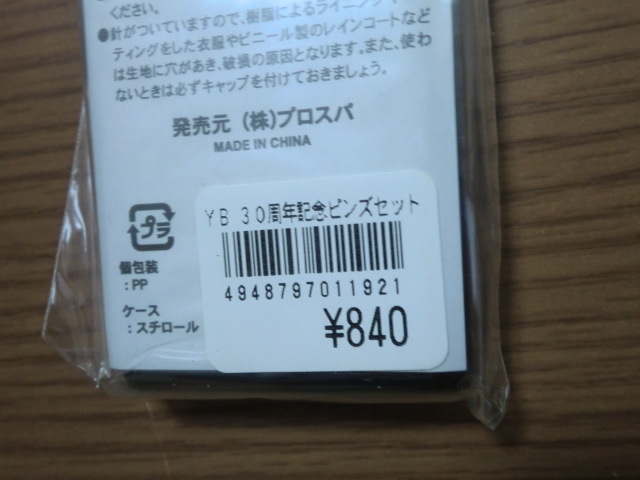 ください。
●針がついていますので、樹脂によるライニングや
ティングをした衣服やビニール製のレインコートなど
は生地に穴があき、破損の原因となります。また、使わ
ないときは必ずキャップを付けておきましょう。
発売元 (株)プロスパ
MADE IN CHINA
プラ
個包装
:PP
ケース
:スチロール
YB 30周年記念ピンズセット
4948797011921
¥840